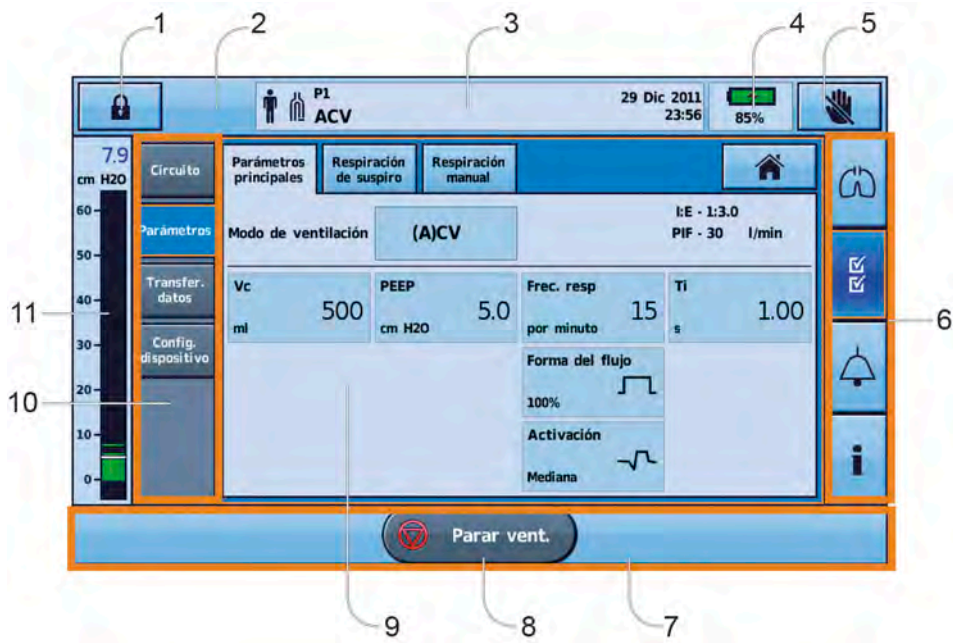 1 2 3 4 5
P1
ACV
29 Dic 2011
23:56
85%
7.9
cm H2O
60
50
40
30
20
10
0
Circuito
Parámetros
Transfer.
datos
Config.
dispositivo
Parámetros
principales
Respiración
de suspiro
Respiración
manual
Modo de ventilación (A)CV
I:E - 1:3.0
PIF - 30 l/min
Vc
500
ml
PEEP
5.0
cm H2O
Frec. resp
15
por minuto
Ti
1.00
s
Forma del flujo
100%
Activación
Mediana
i
6
11
10
Parar vent.
9 8 7